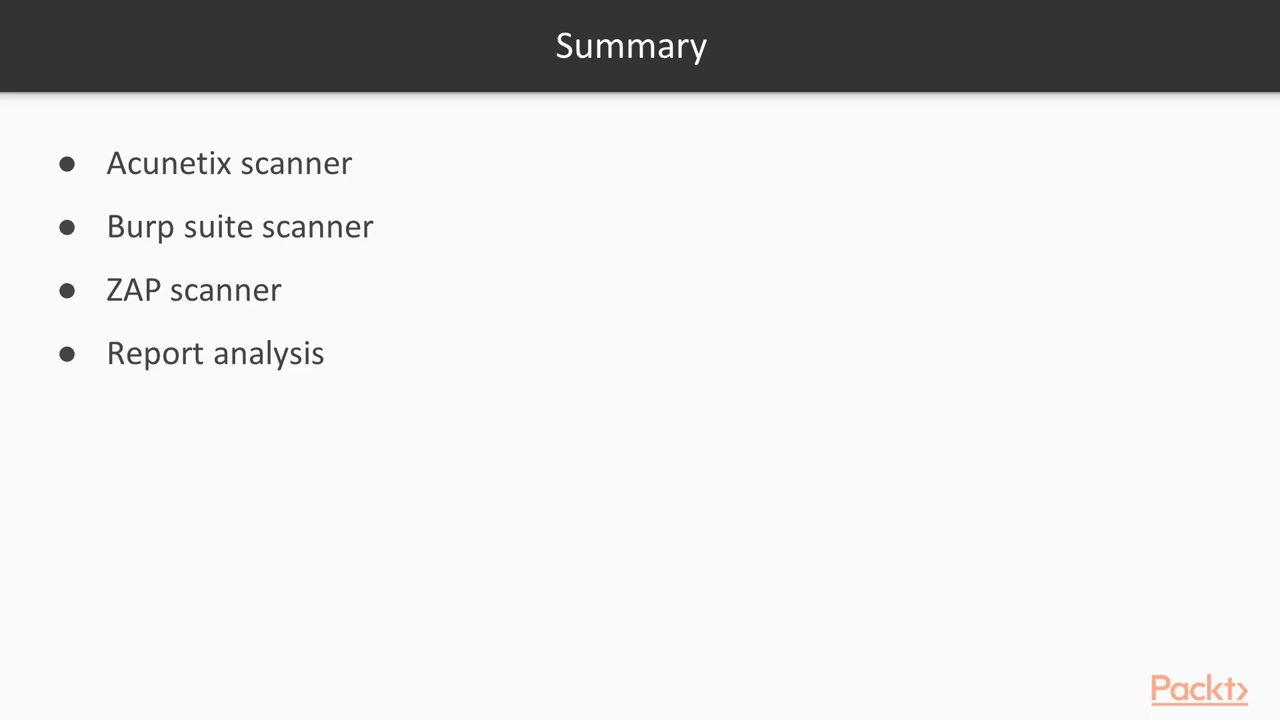 Summary
● Acunetix scanner
● Burp suite scanner
● ZAP scanner
● Report analysis
Packt›